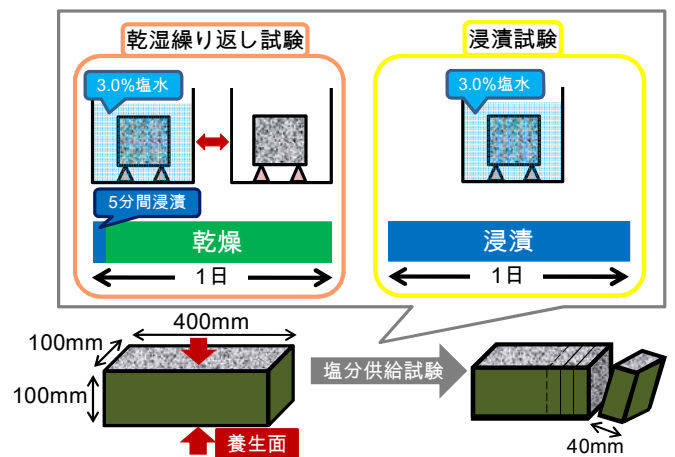 乾湿繰り返し試験
3.0%塩水
5分間浸漬
乾燥
1日
浸漬試験
3.0%塩水
浸漬
1日
400mm
100mm
100mm
養生面
塩分供給試験
40mm